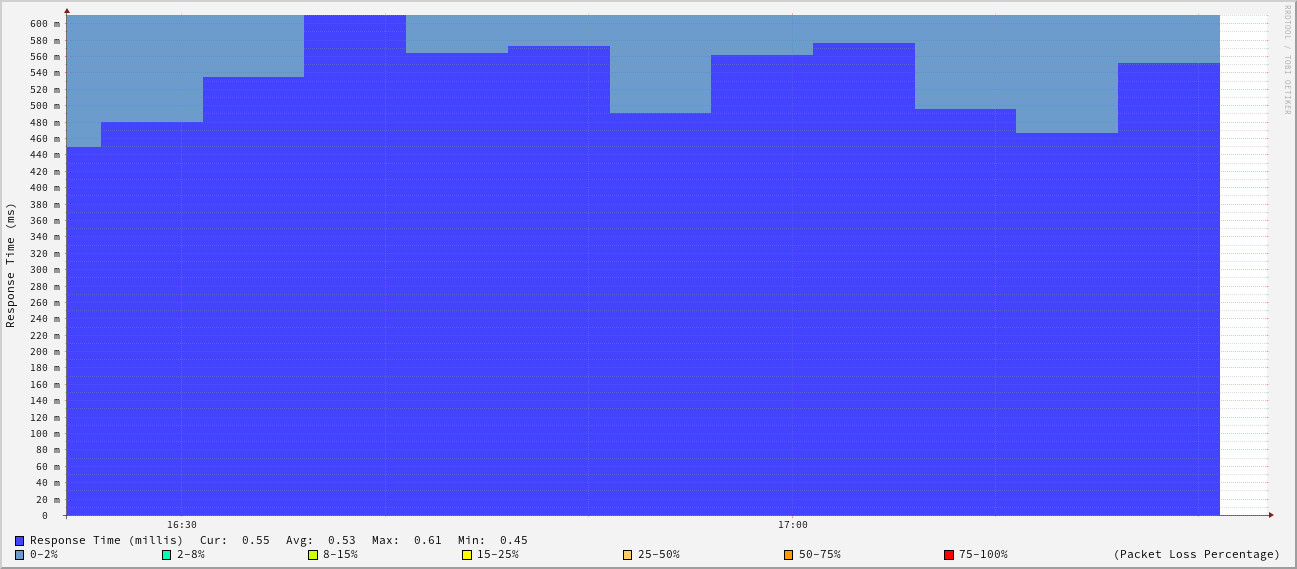 RRDTOOL / TOBI OETIKER
Response Time (ms)
600 m
580 m
560 m
540 m
520 m
500 m
480 m
460 m
440 m
420 m
400 m
380 m
360 m
340 m
320 m
300 m
280 m
260 m
240 m
220 m
200 m
180 m
160 m
140 m
120 m
100 m
80 m
60 m
40 m
20 m
0
16:30 17:00
Response Time (millis) Cur: 0.55 Avg: 0.53 Max: 0.61 Min: 0.45
0-2% 2-8% 8-15% 15-25% 25-50% 50-75% 75-100% (Packet Loss Percentage)